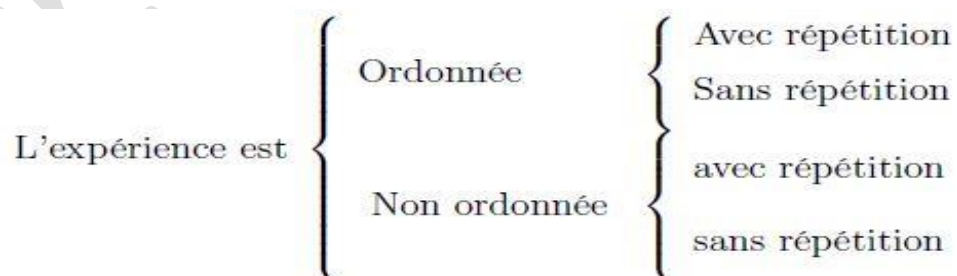 Avec répétition
Ordonnée
Sans répétition
L'expérience est
avec répétition
Non ordonnée
sans répétition